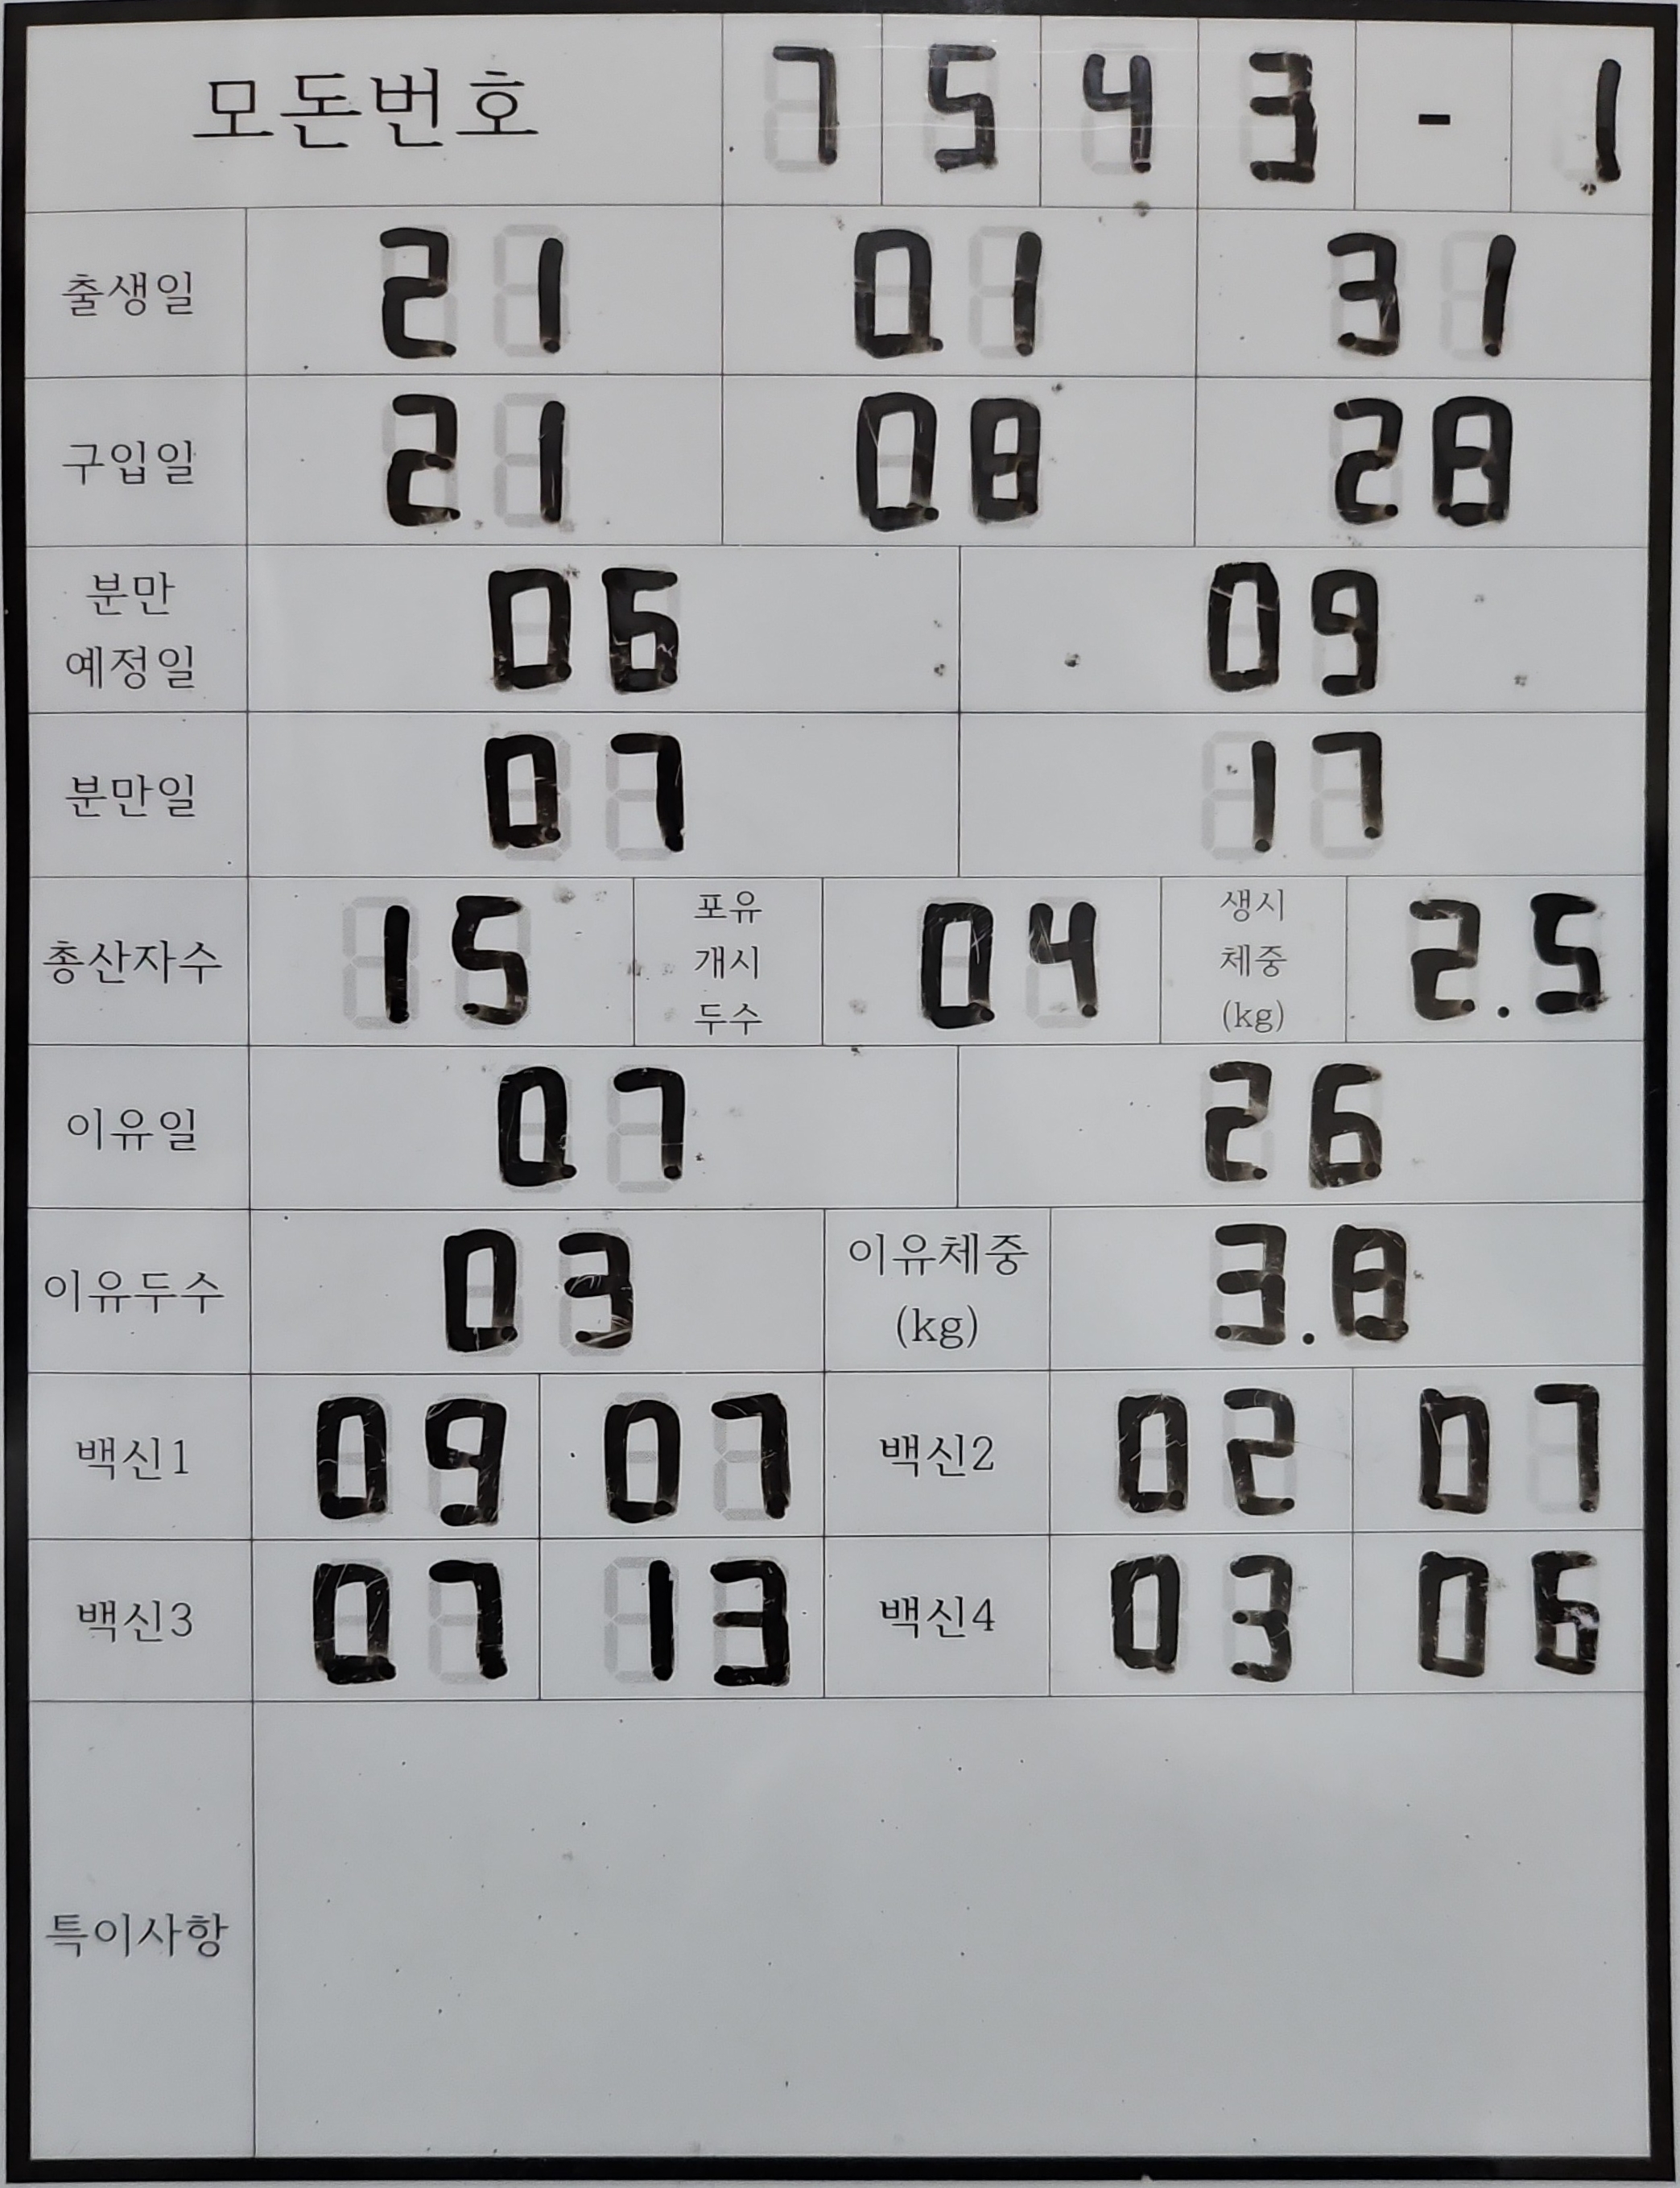 모돈번호 7 5 4 3 - 1
출생일 21 01 31
구입일 21 08 28
분만
예정일 06 09
분만일 07 17
총산자수 15 포유
개시
두수 04 생시
체중
(kg) 2.5
이유일 07 26
이유두수 03 이유체중
(kg) 3.8
백신1 09 07 백신2 02 07
백신3 07 13 백신4 03 06
특이사항